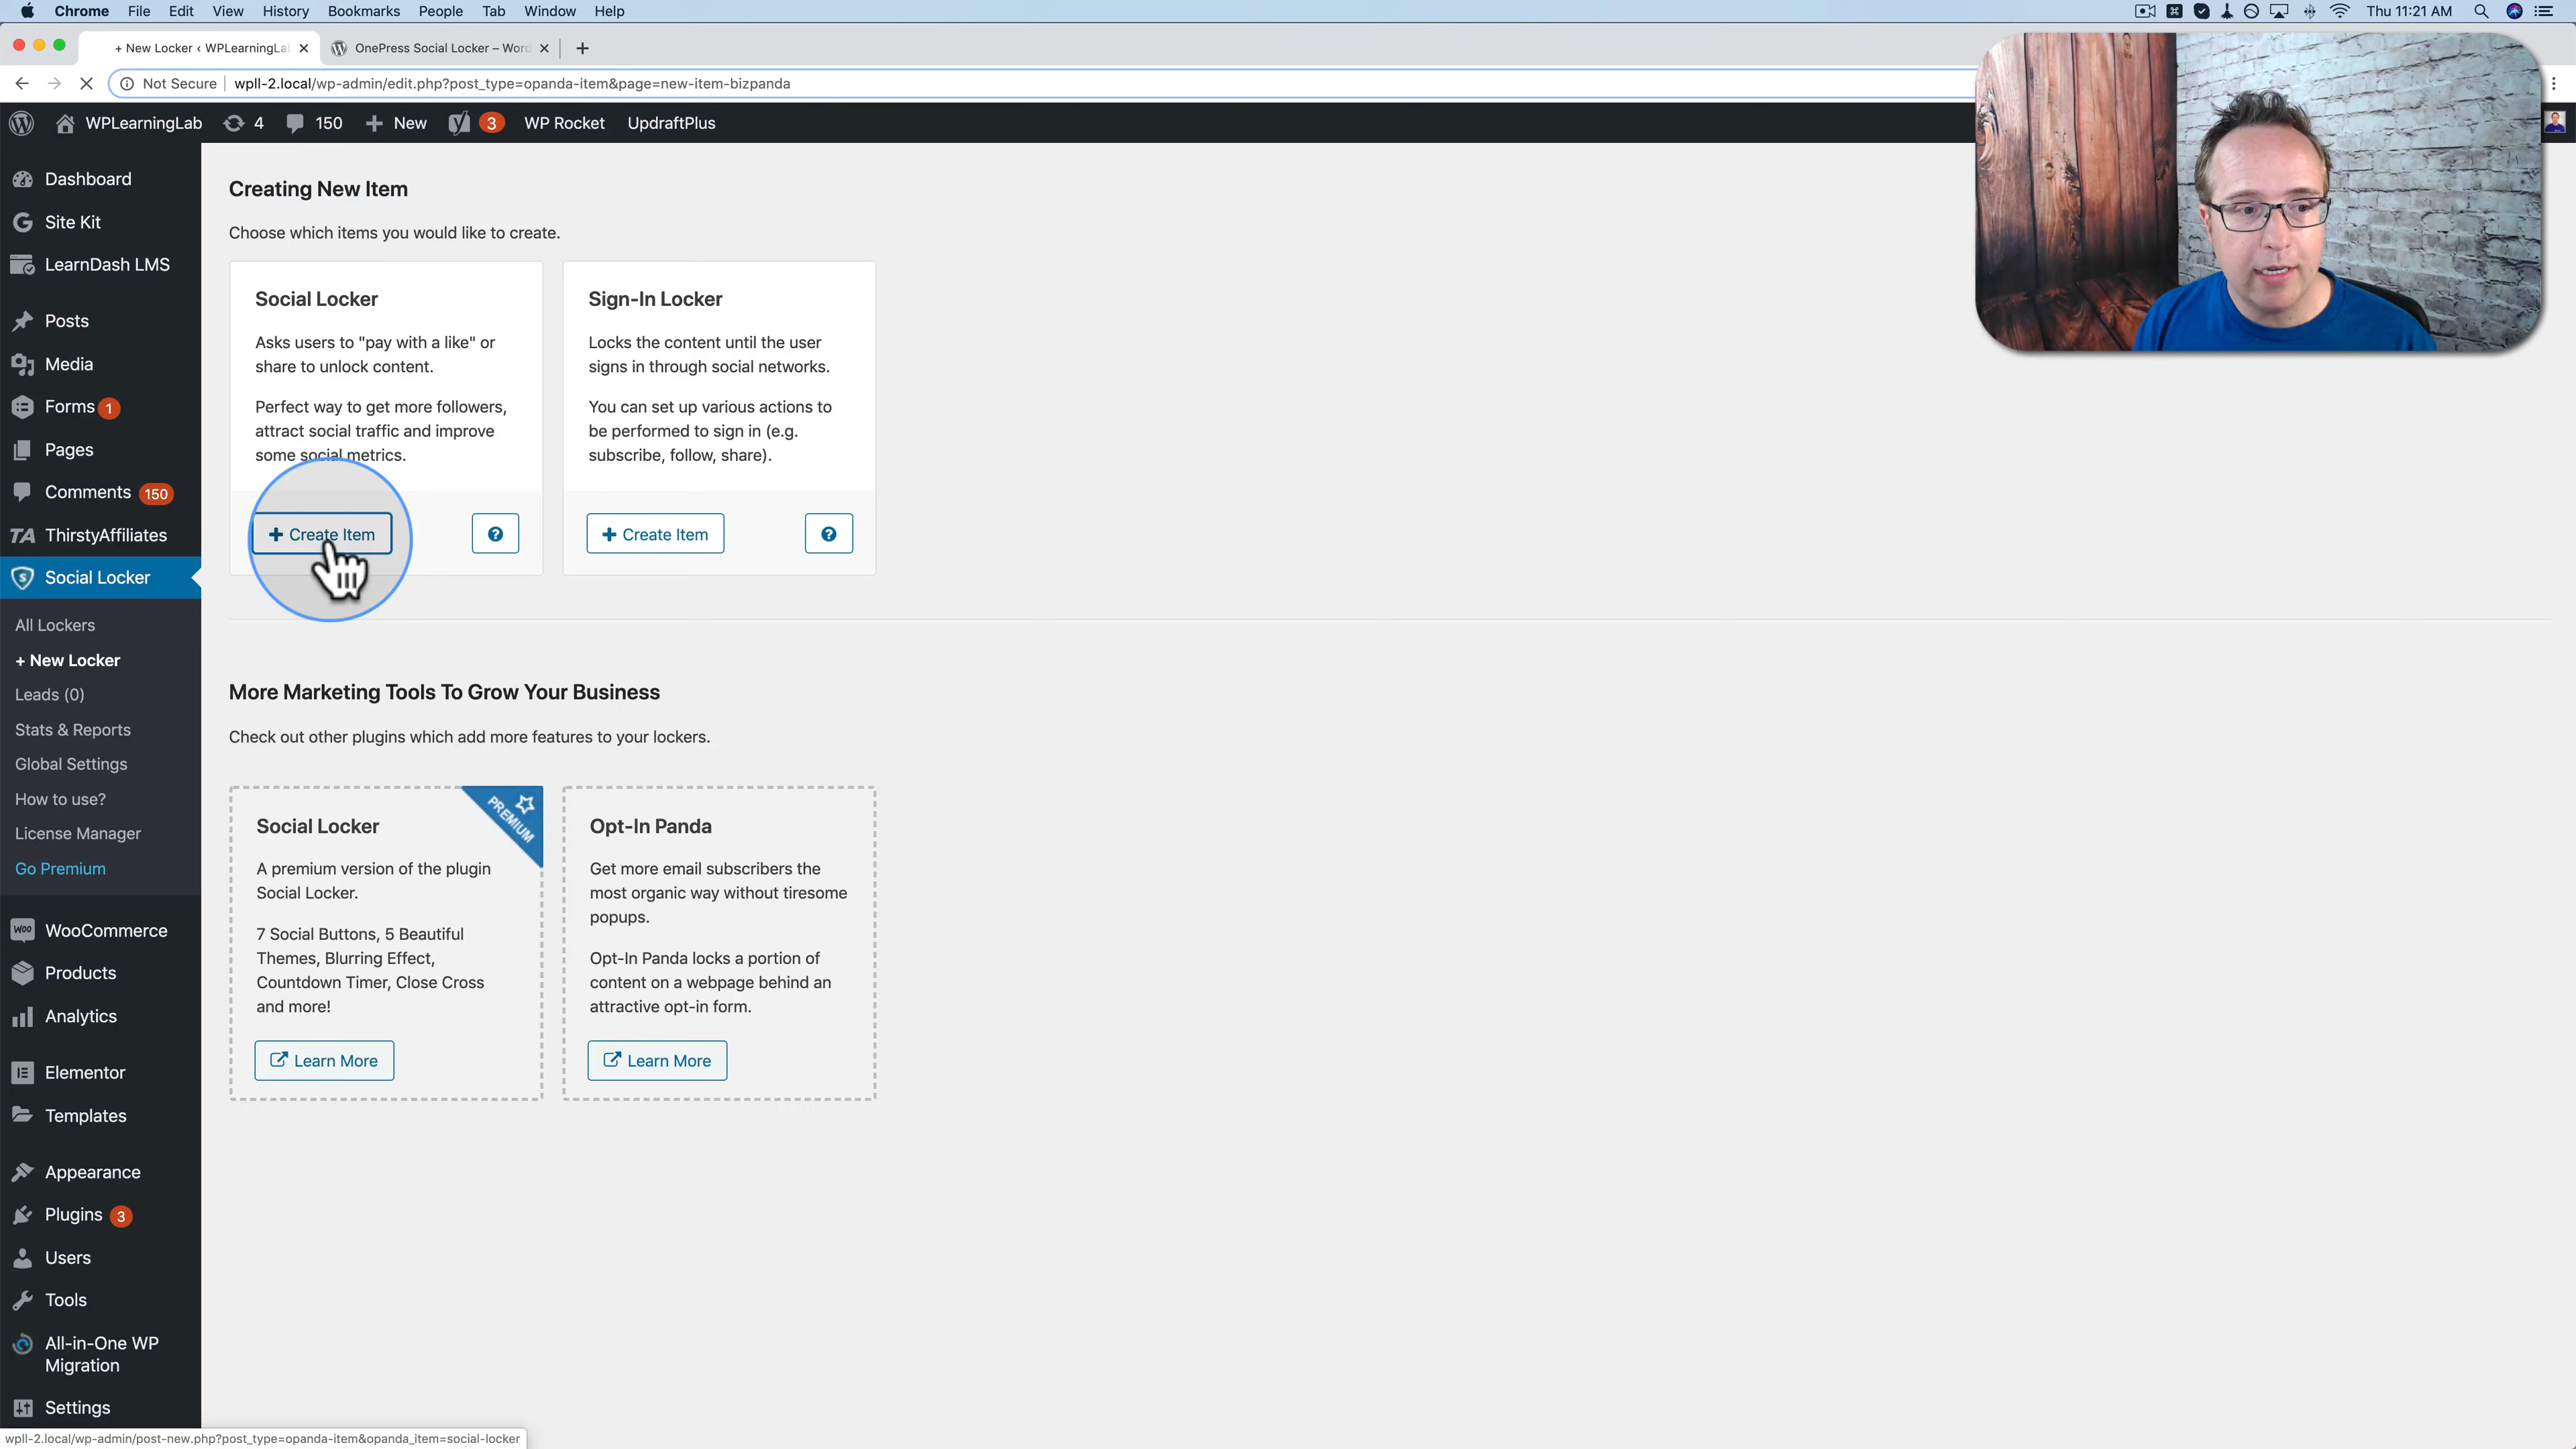 Chrome File Edit View History Bookmarks People Tab Window Help Thu 11:21 AM
+ New Locker ‹ WPLearningLa OnePress Social Locker – Word
Not Secure wpll-2.local/wp-admin/edit.php?post_type=opanda-item&page=new-item-bizpanda
WPLearningLab 4 150 New 3 WP Rocket UpdraftPlus
Dashboard
Site Kit
LearnDash LMS
Posts
Media
Forms 1
Pages
Comments 150
TA ThirstyAffiliates
Social Locker
All Lockers
+ New Locker
Leads (0)
Stats & Reports
Global Settings
How to use?
License Manager
Go Premium
WooCommerce
Products
Analytics
Elementor
Templates
Appearance
Plugins 3
Users
Tools
All-in-One WP
Migration
Settings
Creating New Item
Choose which items you would like to create.
Social Locker
Asks users to "pay with a like" or
share to unlock content.
Perfect way to get more followers,
attract social traffic and improve
some social metrics.
+ Create Item ?
Sign-In Locker
Locks the content until the user
signs in through social networks.
You can set up various actions to
be performed to sign in (e.g.
subscribe, follow, share).
+ Create Item ?
More Marketing Tools To Grow Your Business
Check out other plugins which add more features to your lockers.
Social Locker
PREMIUM
A premium version of the plugin
Social Locker.
7 Social Buttons, 5 Beautiful
Themes, Blurring Effect,
Countdown Timer, Close Cross
and more!
Learn More
Opt-In Panda
Get more email subscribers the
most organic way without tiresome
popups.
Opt-In Panda locks a portion of
content on a webpage behind an
attractive opt-in form.
Learn More
wpll-2.local/wp-admin/post-new.php?post_type=opanda-item&opanda_item=social-locker